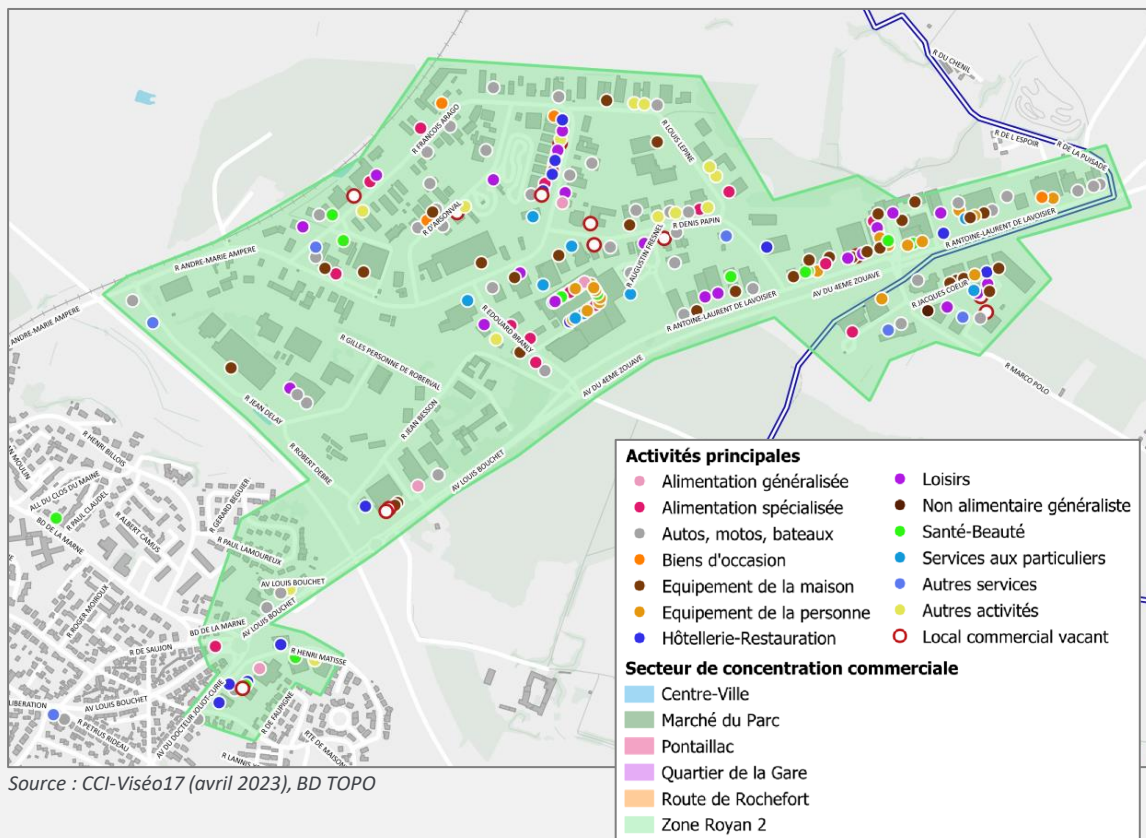 R DU CHENIL
R DE L ESPOIR
R DE LA PUISADE
R FRANCOIS ARAGO
R LOUIS LEPINE
R D'ARSONVAL
R DENIS PAPIN
R AUGUSTIN FRESNEL
R ANTOINE-LAURENT DE LAVOISIER
AV DU 4EME ZOUAVE
R ANDRE-MARIE AMPERE
R JACQUES COEUR
R ANDRE-MARIE AMPERE
R EDOUARD BRANLY
R ANTOINE-LAURENT DE LAVOISIER
R GILLES PERSONNE DE ROBERVAL
AV DU 4EME ZOUAVE
R MARCO POLO
R JEAN DELAY
R JEAN BESSON
R HENRI BILLOIS
AN MOULIN
R ROBERT DEBRE
AV LOUIS BOUCHET
ALL DU CLOS DU MAINE
R PAUL CLAUDEL
R GERARD BEGUIER
BD DE LA MARNE
R ALBERT CAMUS
R PAUL LAMOUREUX
AV LOUIS BOUCHET
R ROGER MOIROUX
AV LOUIS BOUCHET
BD DE LA MARNE
R DE SAUJON
R HENRI MATISSE
AV LOUIS BOUCHET
LIBERATION
R PETRUS RIDEAU
AV DU DOCTEUR JOLIOT-CURIE
R DE FAUPIGNE
RTE DE MAISON
R LANNIS
Activités principales
Alimentation généralisée
Alimentation spécialisée
Autos, motos, bateaux
Biens d'occasion
Equipement de la maison
Equipement de la personne
Hôtellerie-Restauration
Loisirs
Non alimentaire généraliste
Santé-Beauté
Services aux particuliers
Autres services
Autres activités
Local commercial vacant
Secteur de concentration commerciale
Centre-Ville
Marché du Parc
Pontaillac
Quartier de la Gare
Route de Rochefort
Zone Royan 2
Source : CCI-Viséo17 (avril 2023), BD TOPO